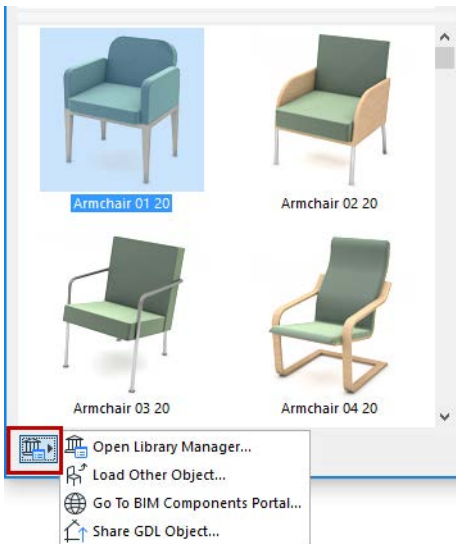 Armchair 01 20
Armchair 02 20
Armchair 03 20
Armchair 04 20
Open Library Manager...
Load Other Object...
Go To BIM Components Portal...
Share GDL Object...